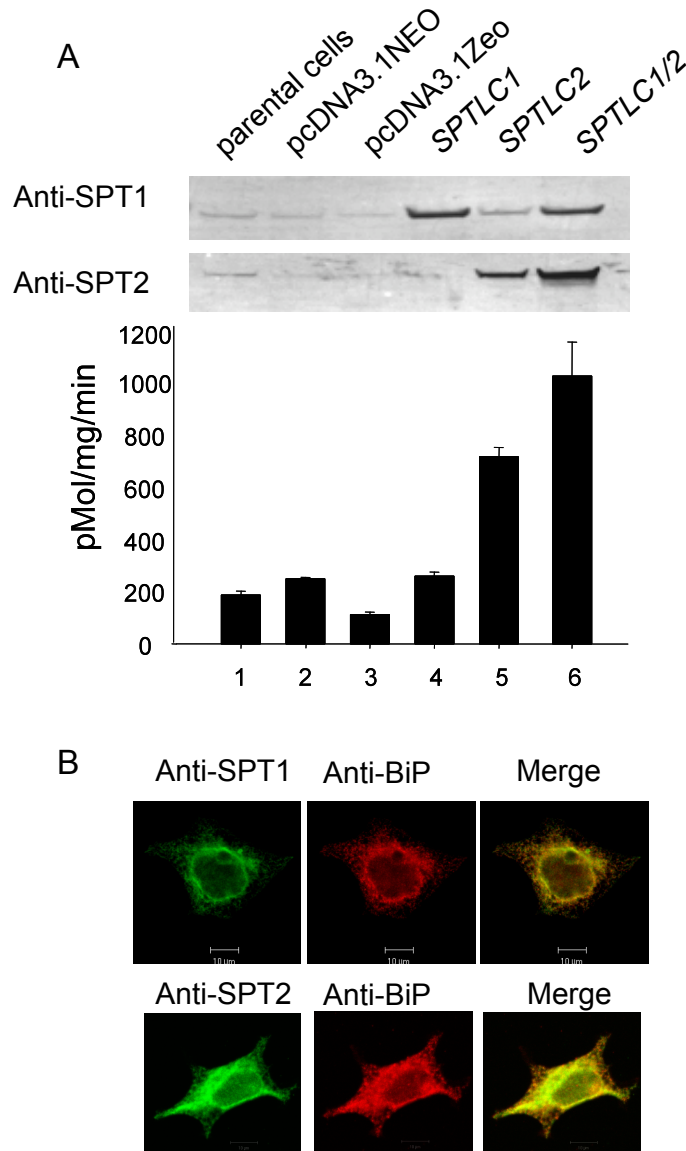 A
parental cells
pcDNA3.1NEO
pcDNA3.1Zeo
SPTLC1
SPTLC2
SPTLC1/2
Anti-SPT1
Anti-SPT2
pMol/mg/min
1200
1000
800
600
400
200
0
1 2 3 4 5 6
B
Anti-SPT1 Anti-BiP Merge
10 µm 10 µm 10 µm
Anti-SPT2 Anti-BiP Merge